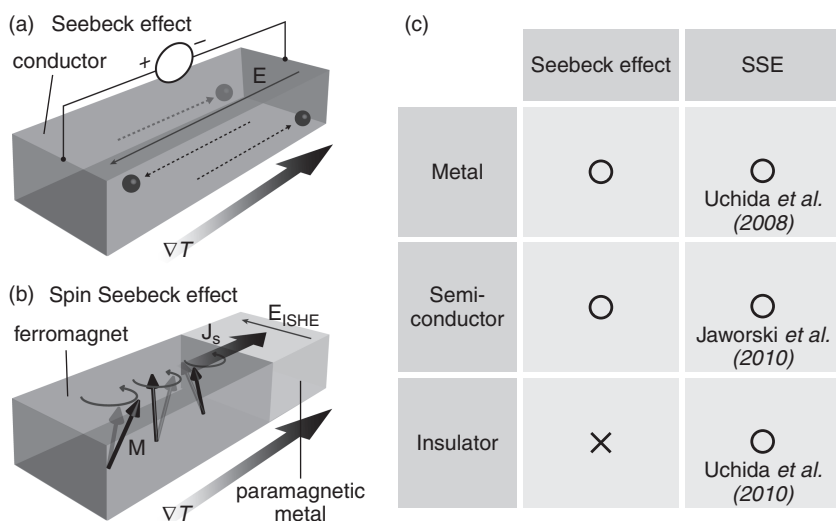 (a) Seebeck effect
conductor
+
−
E
∇T
(b) Spin Seebeck effect
ferromagnet
E_ISHE
J_s
M
∇T
paramagnetic
metal
(c)
Seebeck effect
SSE
Metal
○
○
Uchida et al.
(2008)
Semi-
conductor
○
○
Jaworski et al.
(2010)
Insulator
×
○
Uchida et al.
(2010)